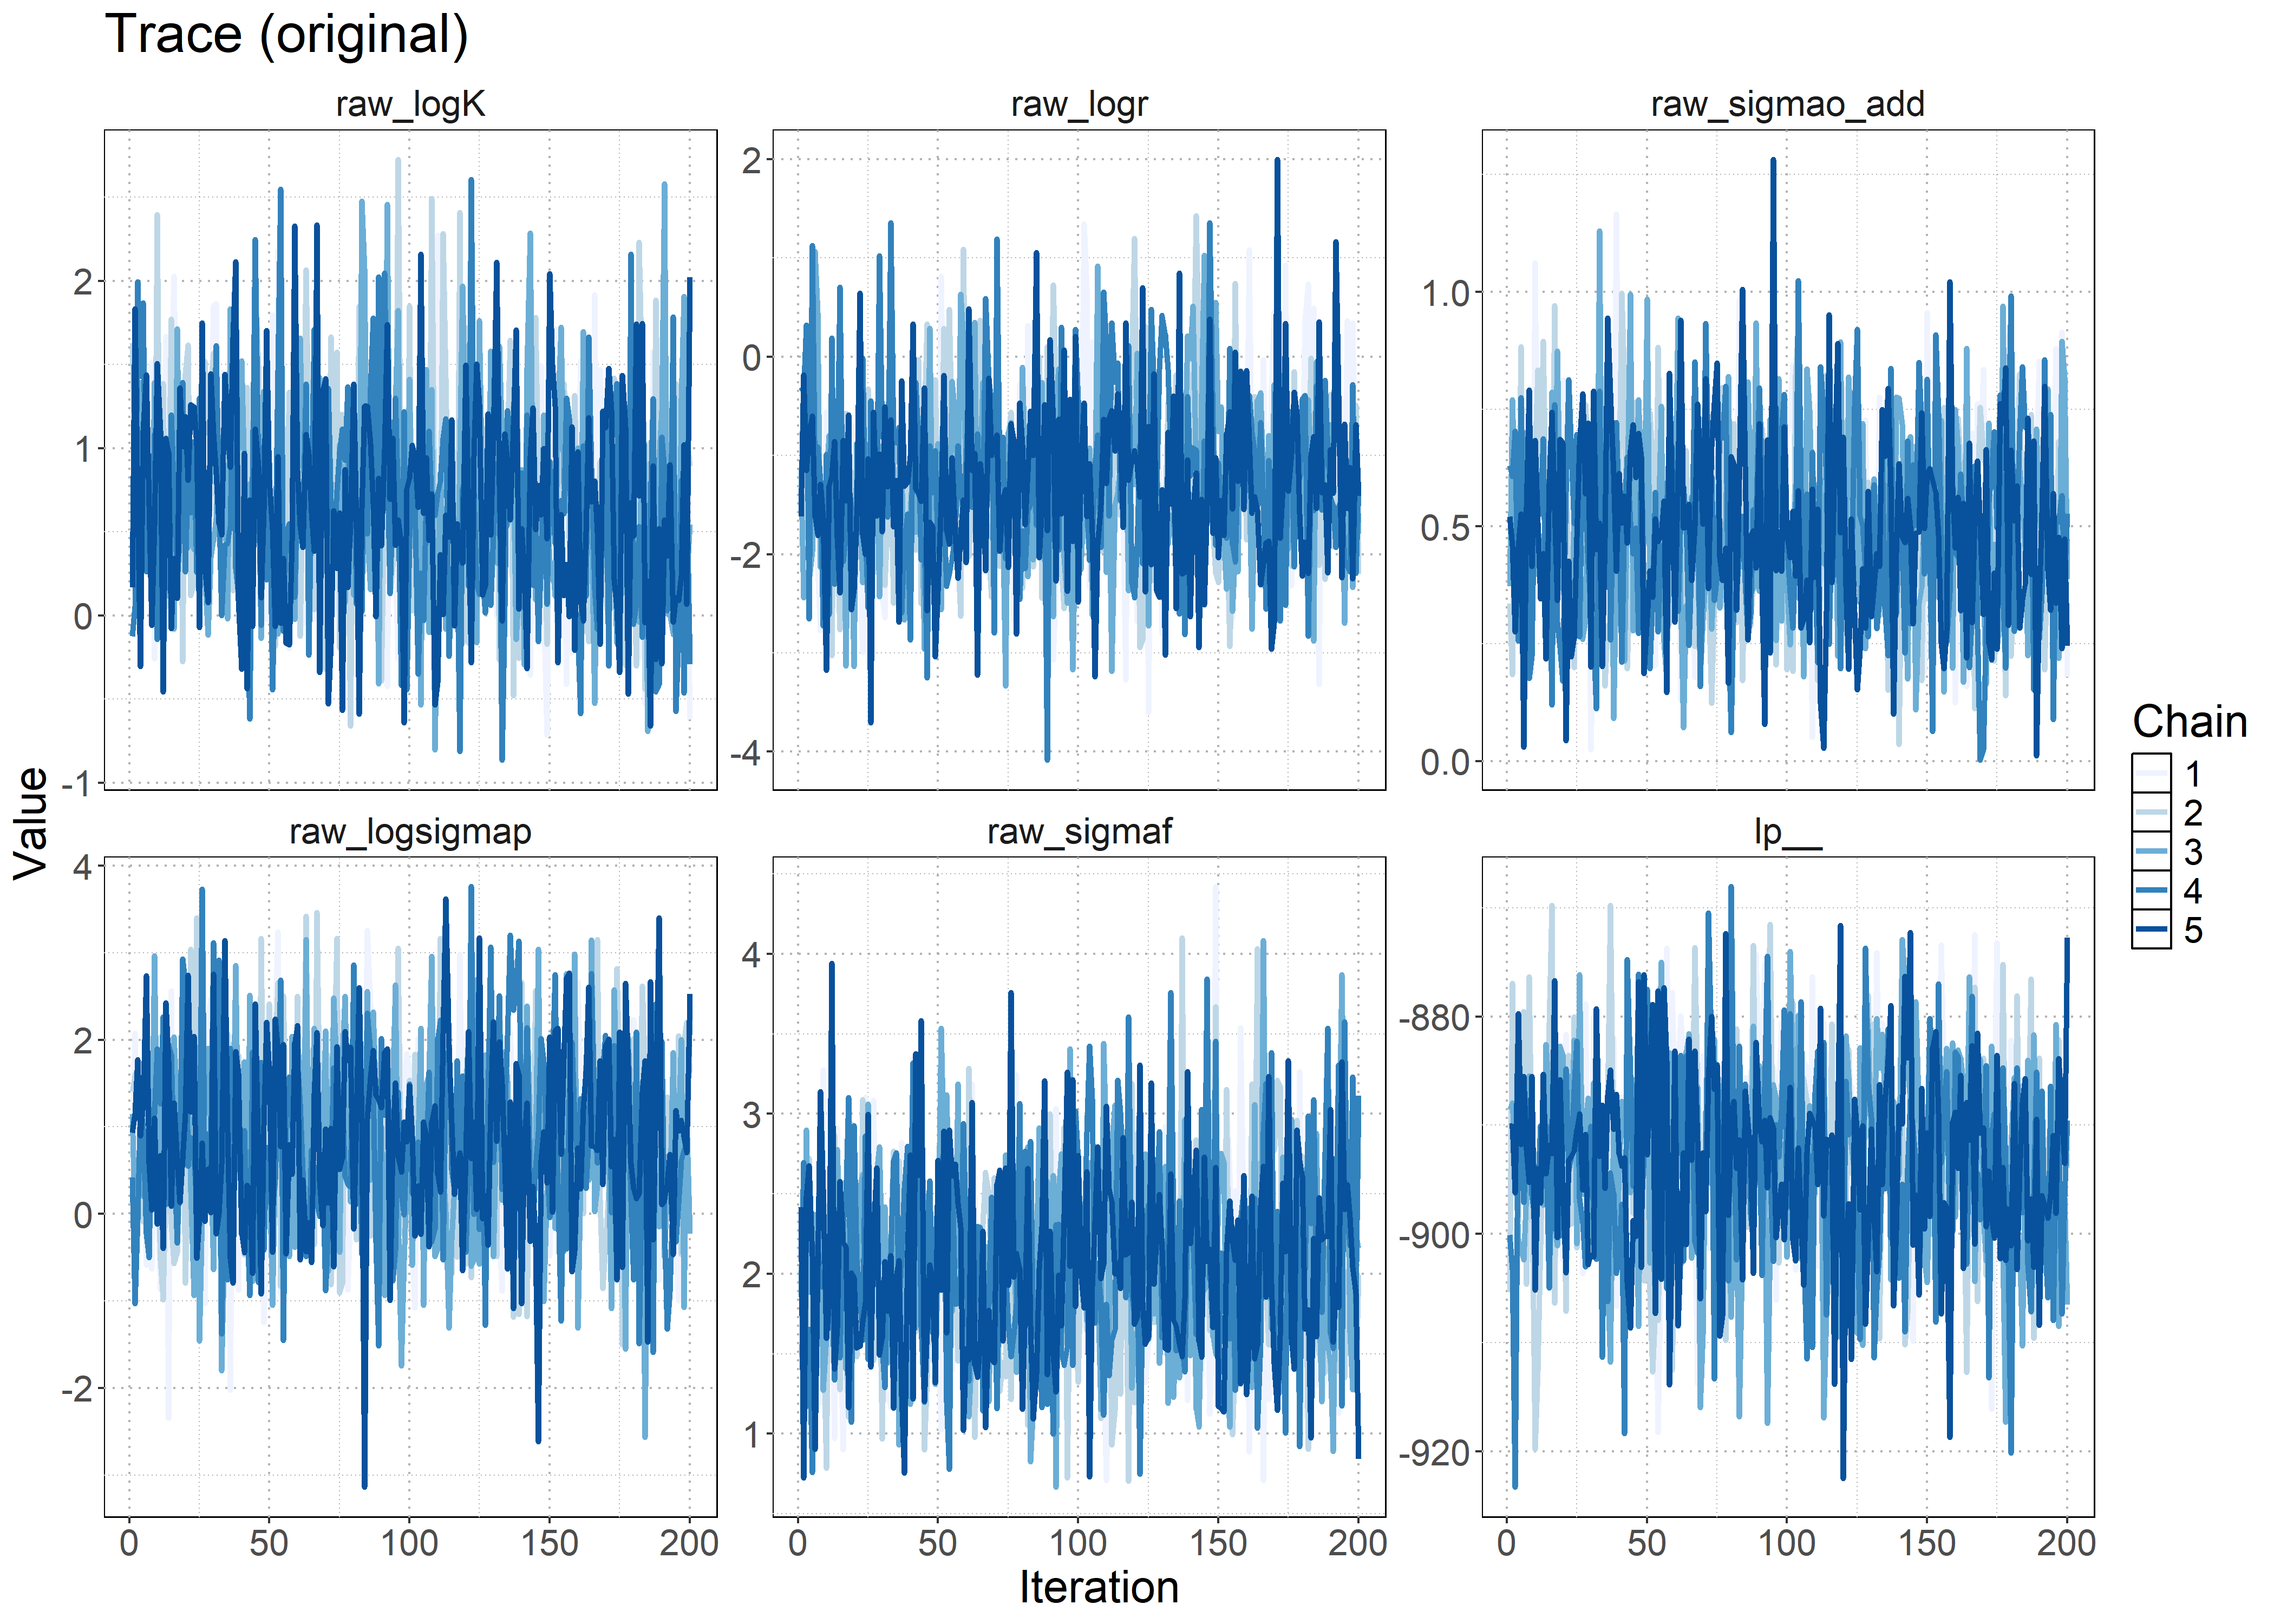 Trace (original)
raw_logK
raw_logr
raw_sigmao_add
2
1
0
-1
2
0
-2
-4
1.0
0.5
0.0
raw_logsigmap
raw_sigmaf
lp__
4
2
0
-2
4
3
2
1
-880
-900
-920
0 50 100 150 200
0 50 100 150 200
0 50 100 150 200
Value
Iteration
Chain
1
2
3
4
5